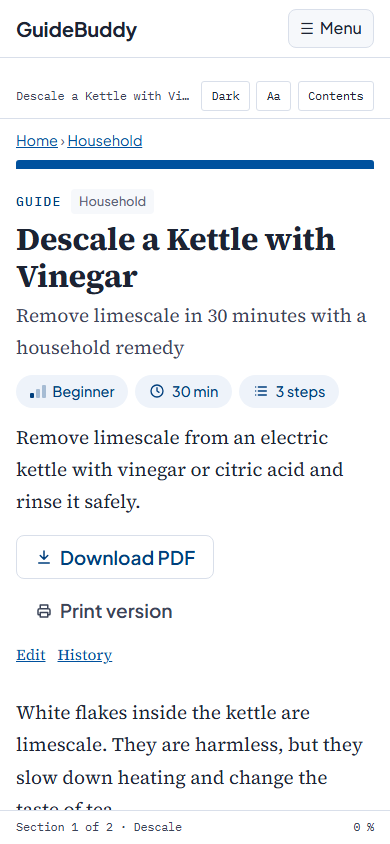 GuideBuddy
Menu
Descale a Kettle with Vi…
Dark
Aa
Contents
Home › Household
GUIDE Household
Descale a Kettle with
Vinegar
Remove limescale in 30 minutes with a
household remedy
Beginner
30 min
3 steps
Remove limescale from an electric
kettle with vinegar or citric acid and
rinse it safely.
Download PDF
Print version
Edit History
White flakes inside the kettle are
limescale. They are harmless, but they
slow down heating and change the
taste of tea.
Section 1 of 2 · Descale
0 %